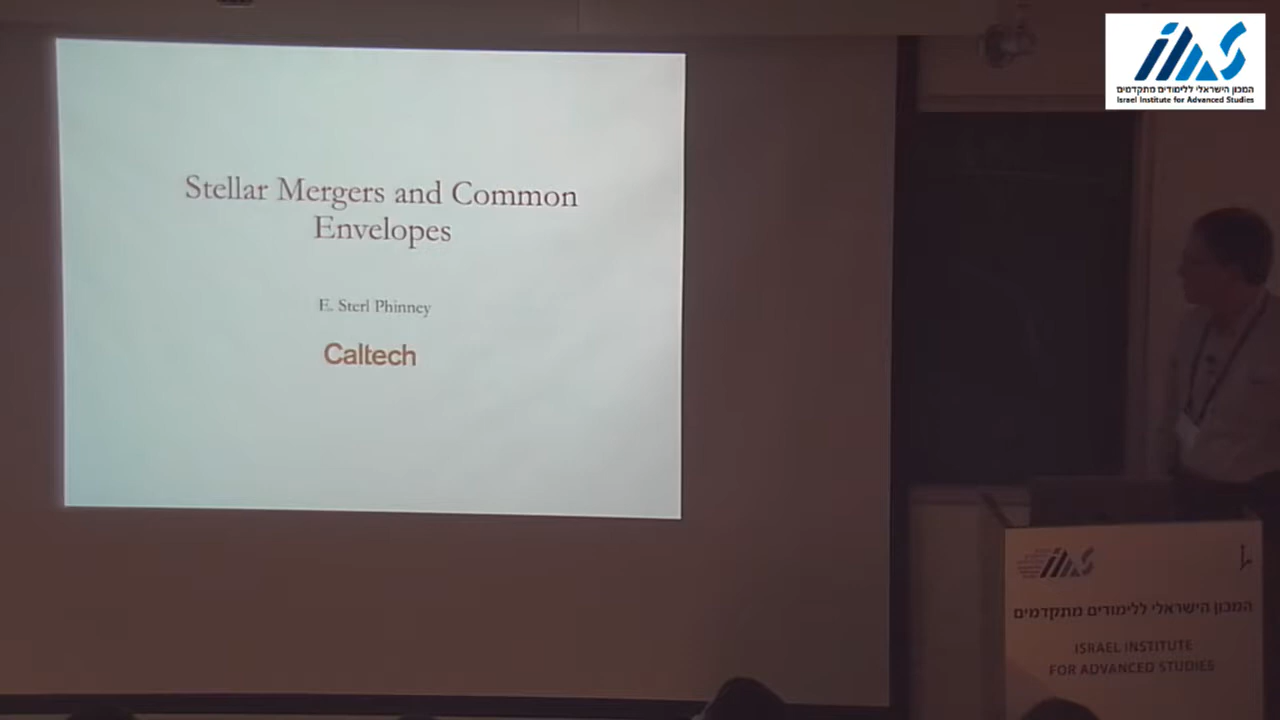 Stellar Mergers and Common
Envelopes
E. Sterl Phinney
Caltech
המכון הישראלי ללימודים מתקדמים
Israel Institute for Advanced Studies
המכון הישראלי ללימודים מתקדמים
ISRAEL INSTITUTE
FOR ADVANCED STUDIES